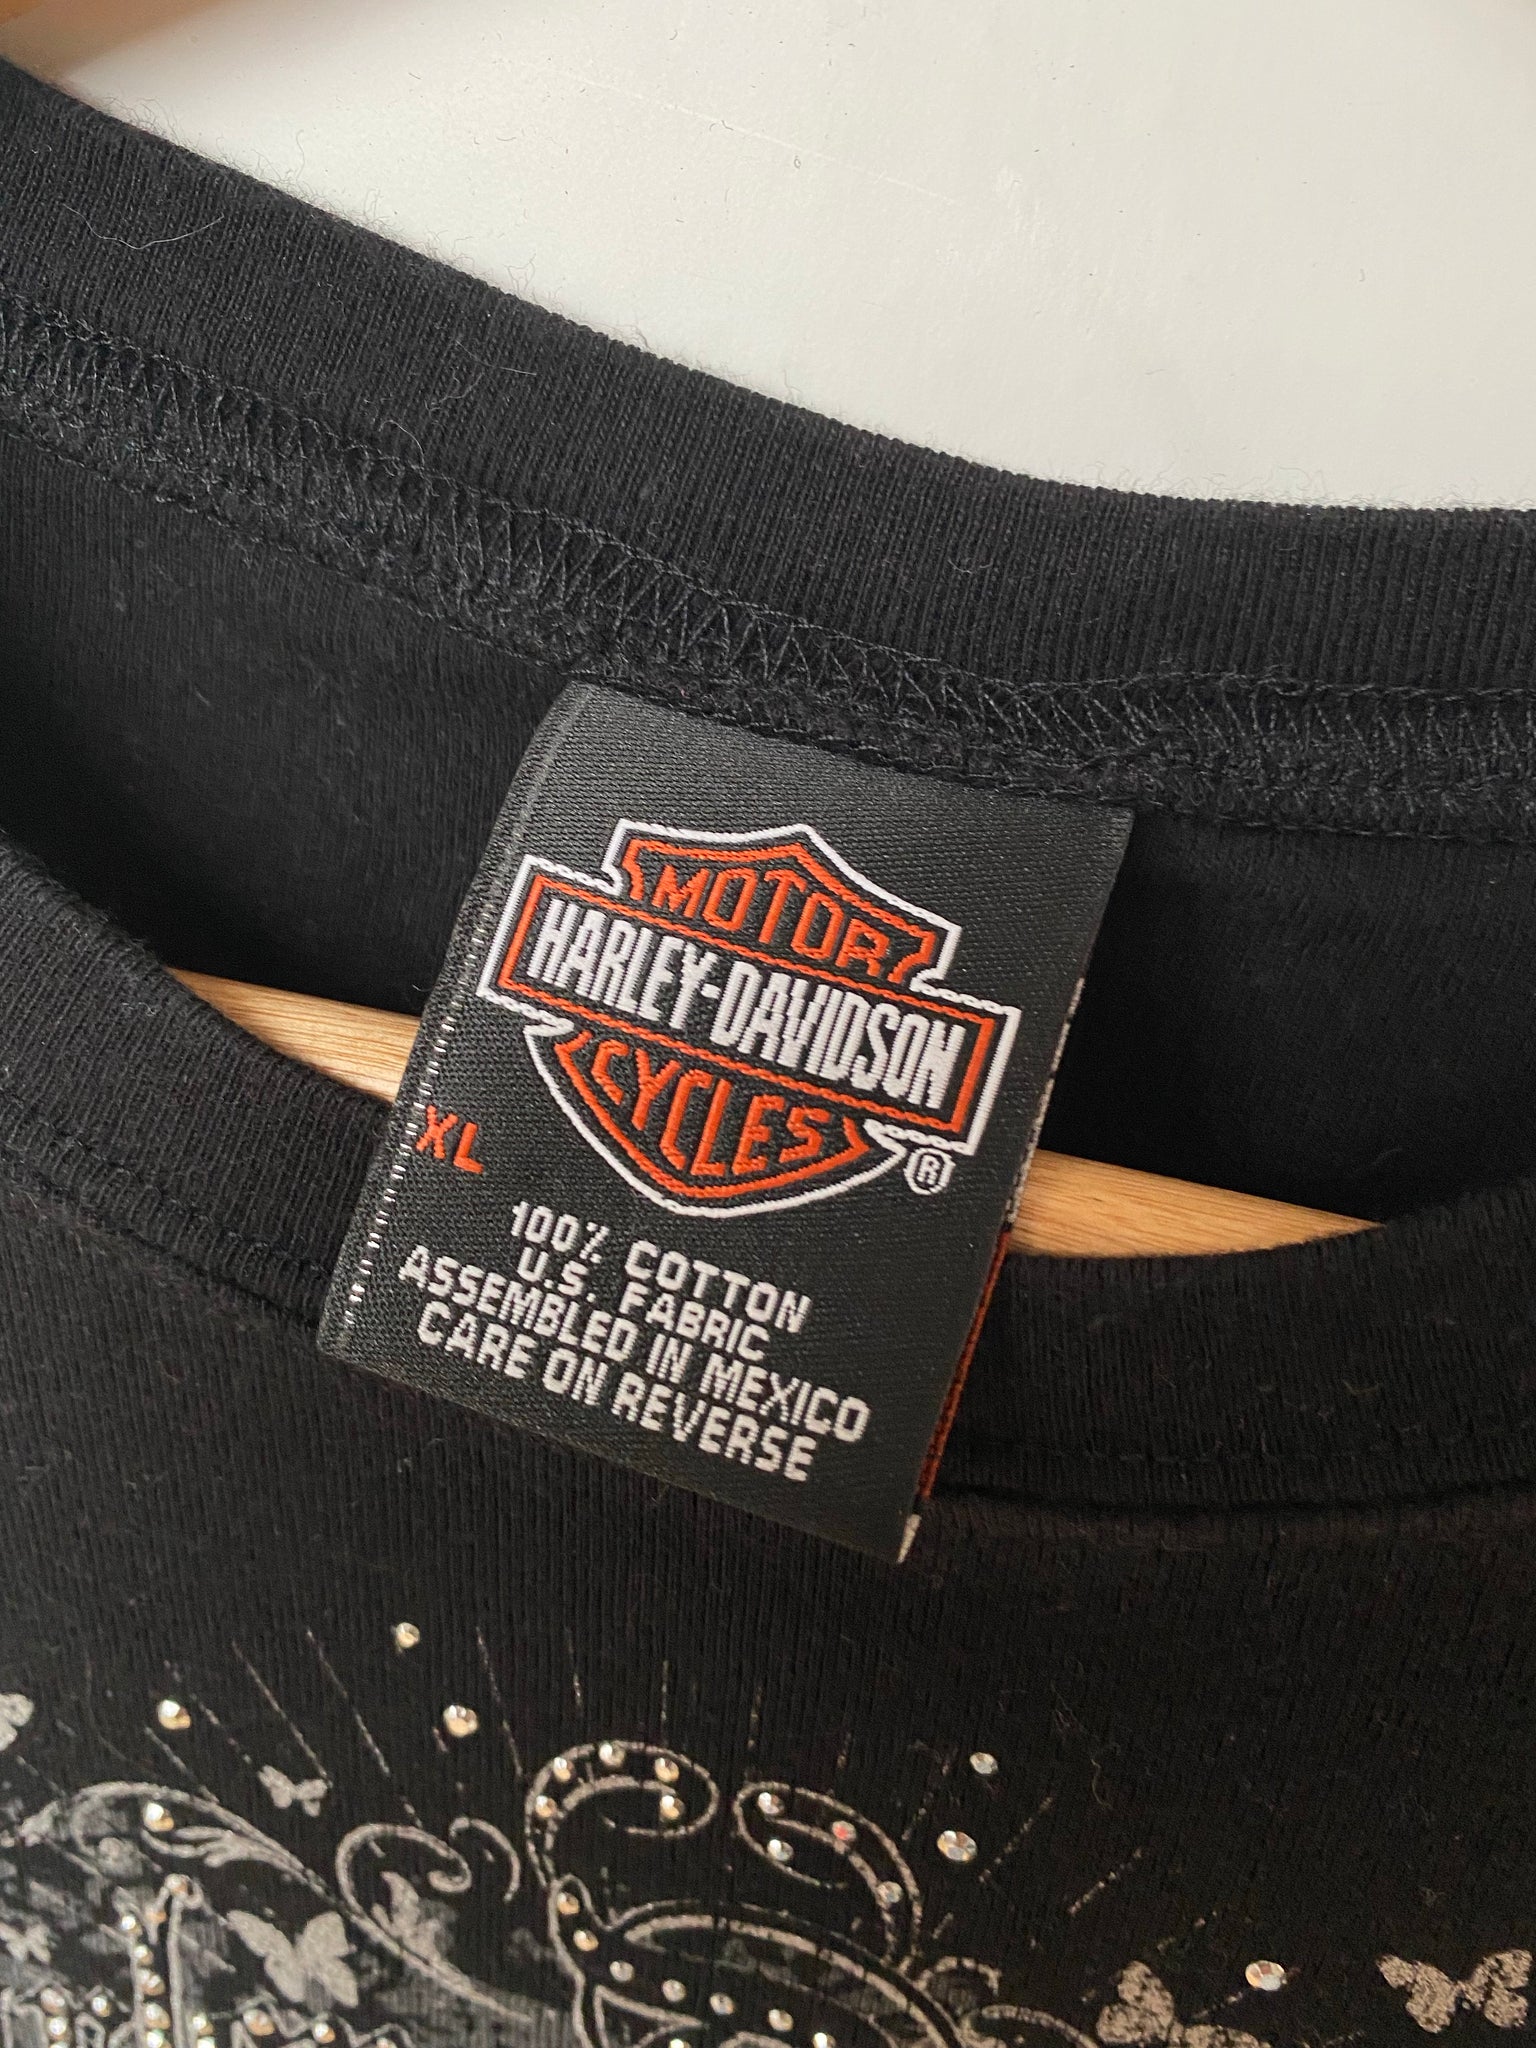 MOTOR
HARLEY-DAVIDSON
CYCLES
®
XL
100% COTTON
U.S. FABRIC
ASSEMBLED IN MEXICO
CARE ON REVERSE